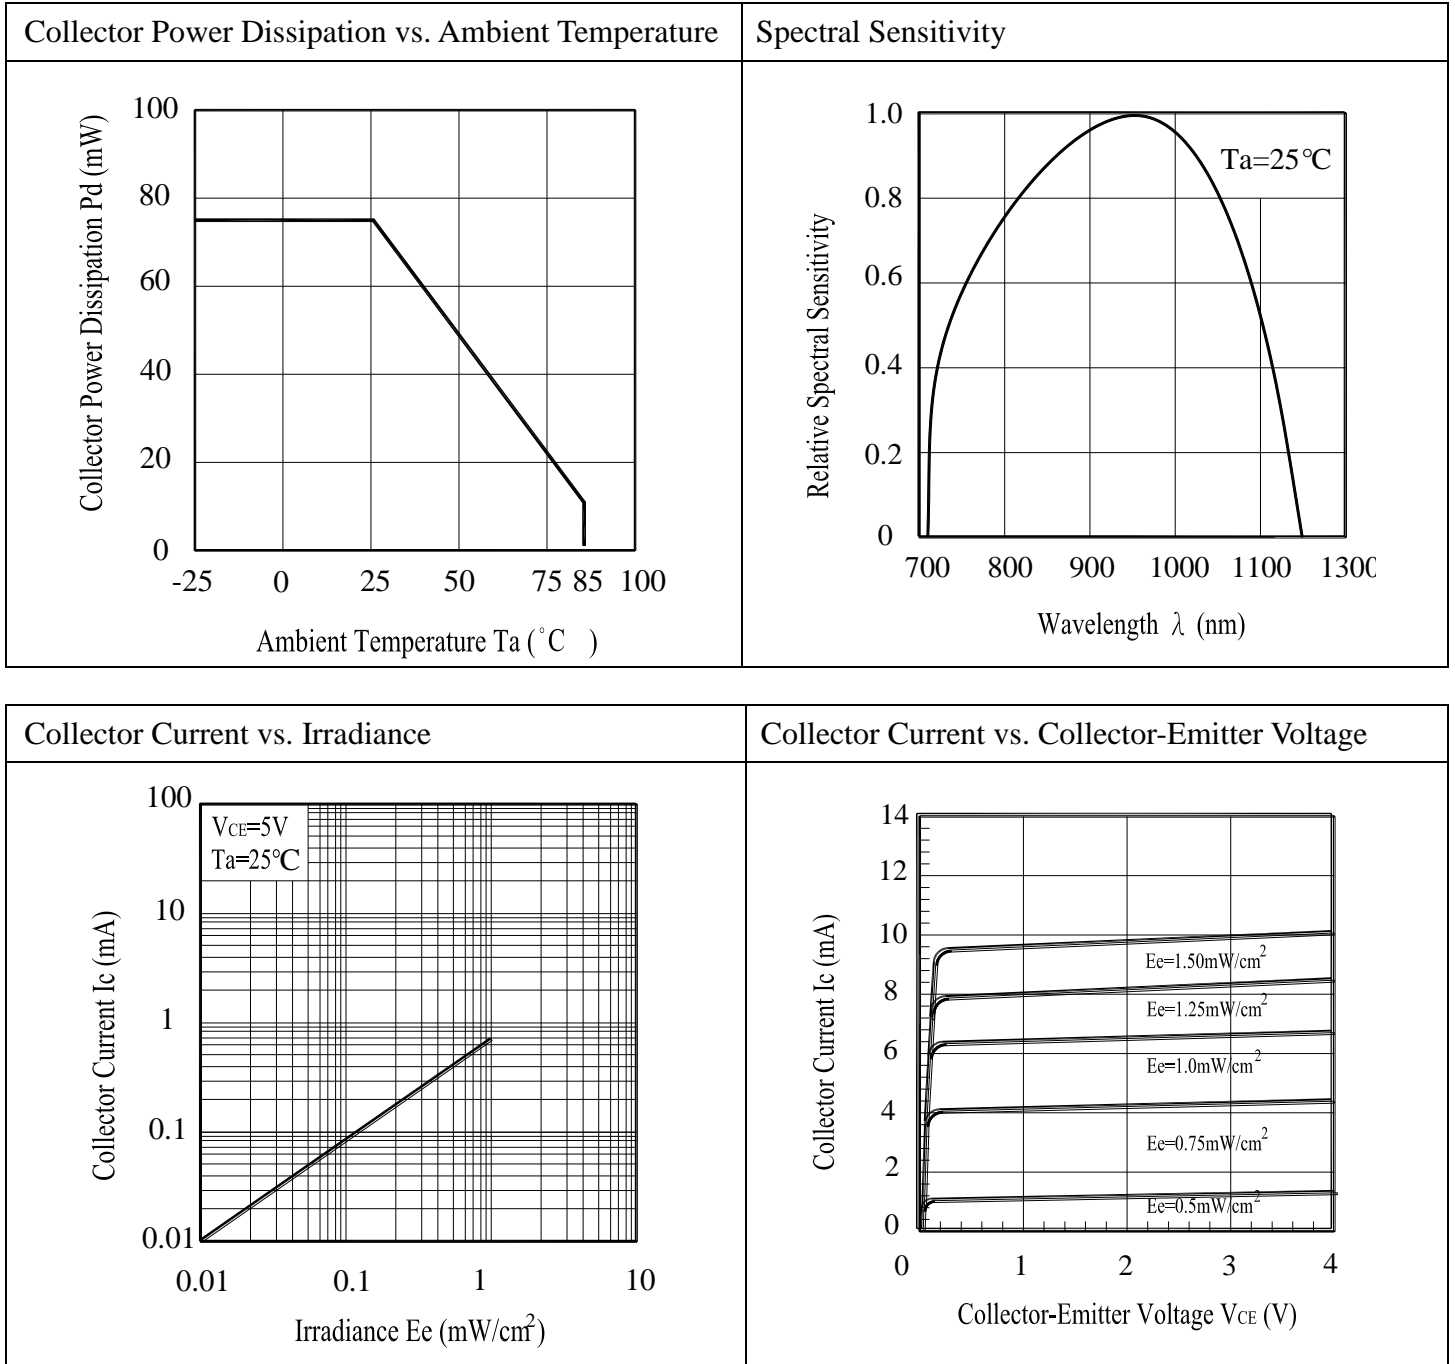 Collector Power Dissipation vs. Ambient Temperature
Spectral Sensitivity
Collector Power Dissipation Pd (mW)
100
80
60
40
20
0
-25 0 25 50 75 85 100
Ambient Temperature Ta (°C )
Relative Spectral Sensitivity
1.0
0.8
0.6
0.4
0.2
0
Ta=25℃
700 800 900 1000 1100 1300
Wavelength λ (nm)
Collector Current vs. Irradiance
Collector Current vs. Collector-Emitter Voltage
Collector Current Ic (mA)
100
10
1
0.1
0.01
VCE=5V
Ta=25℃
0.01 0.1 1 10
Irradiance Ee (mW/cm²)
Collector Current Ic (mA)
14
12
10
8
6
4
2
0
Ee=1.50mW/cm²
Ee=1.25mW/cm²
Ee=1.0mW/cm²
Ee=0.75mW/cm²
Ee=0.5mW/cm²
0 1 2 3 4
Collector-Emitter Voltage VCE (V)